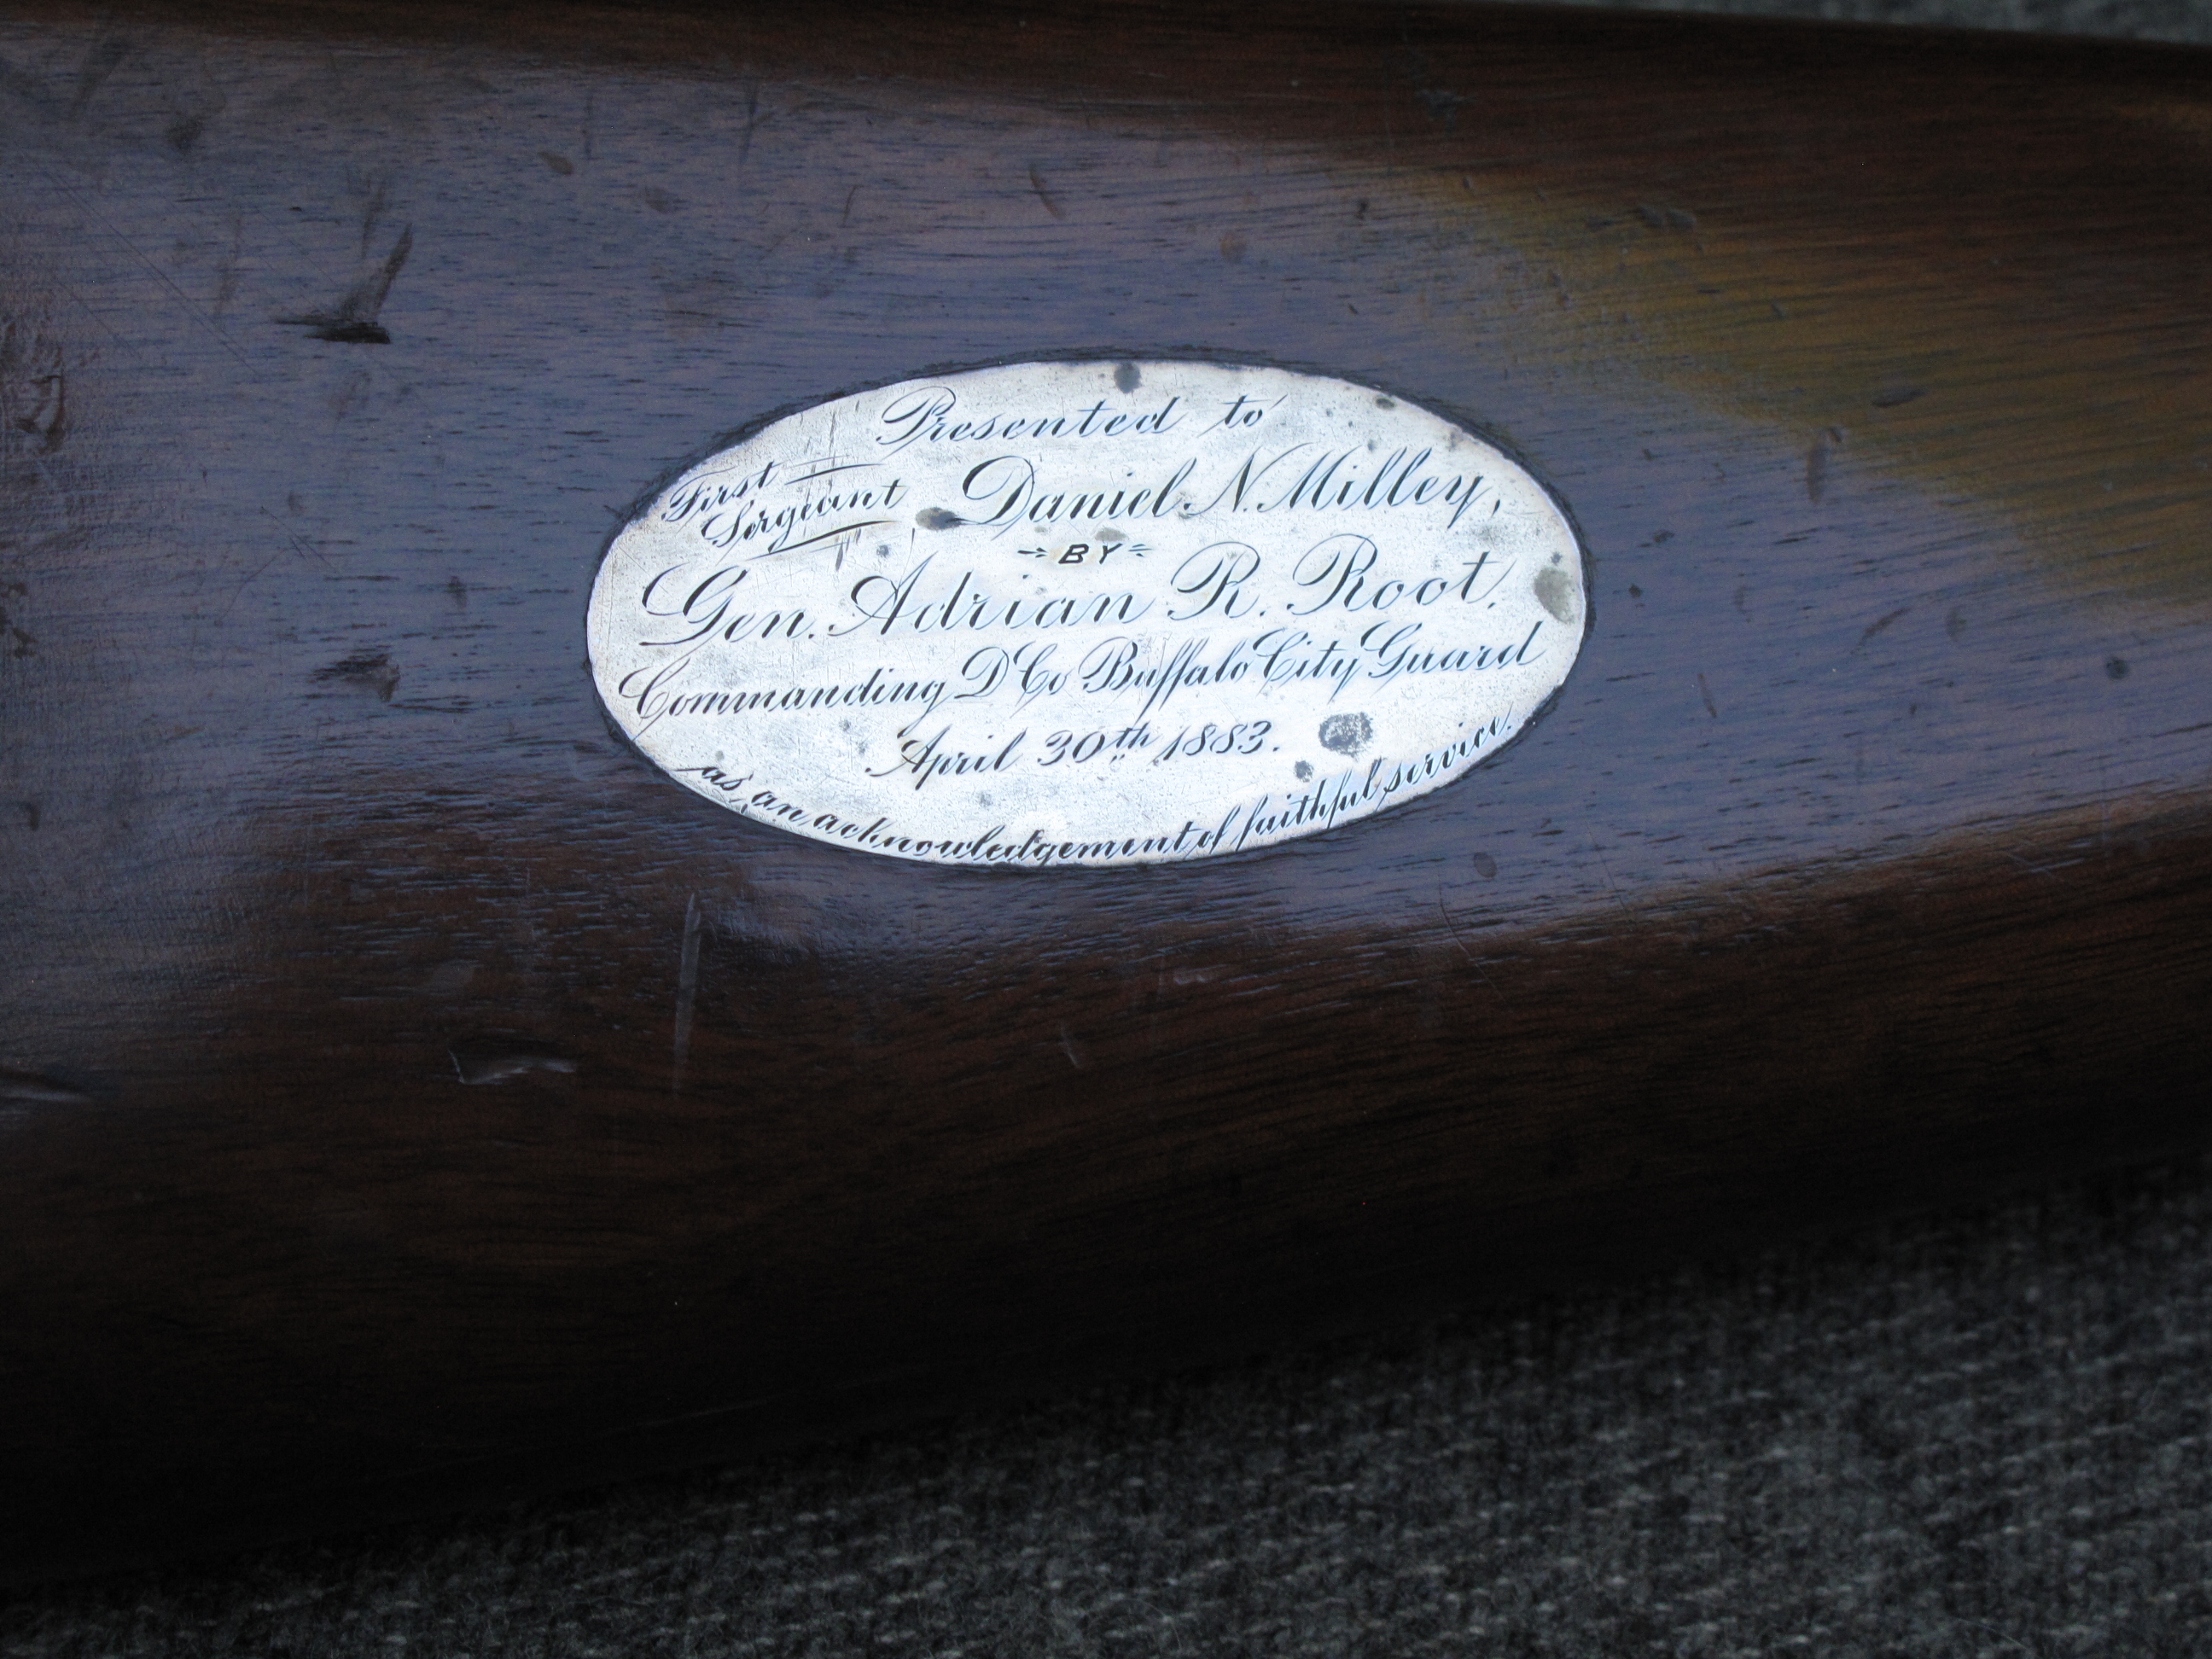 Presented to
First Sergeant Daniel N. Milley,
BY
Gen. Adrian R. Root.
Commanding D Co Buffalo City Guard
April 30th 1883.
as an acknowledgement of faithful service.